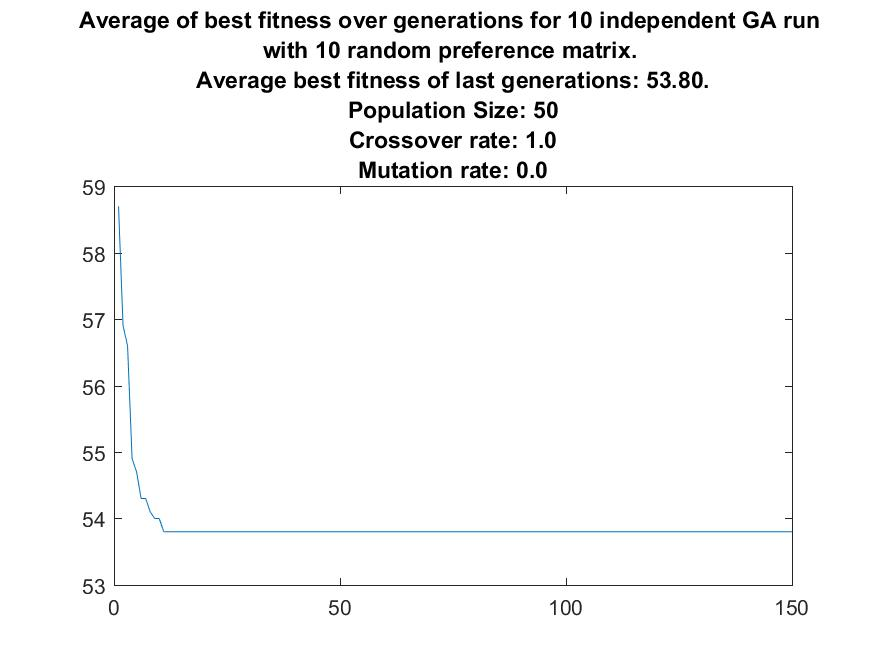 Average of best fitness over generations for 10 independent GA run
with 10 random preference matrix.
Average best fitness of last generations: 53.80.
Population Size: 50
Crossover rate: 1.0
Mutation rate: 0.0
59
58
57
56
55
54
53
0 50 100 150